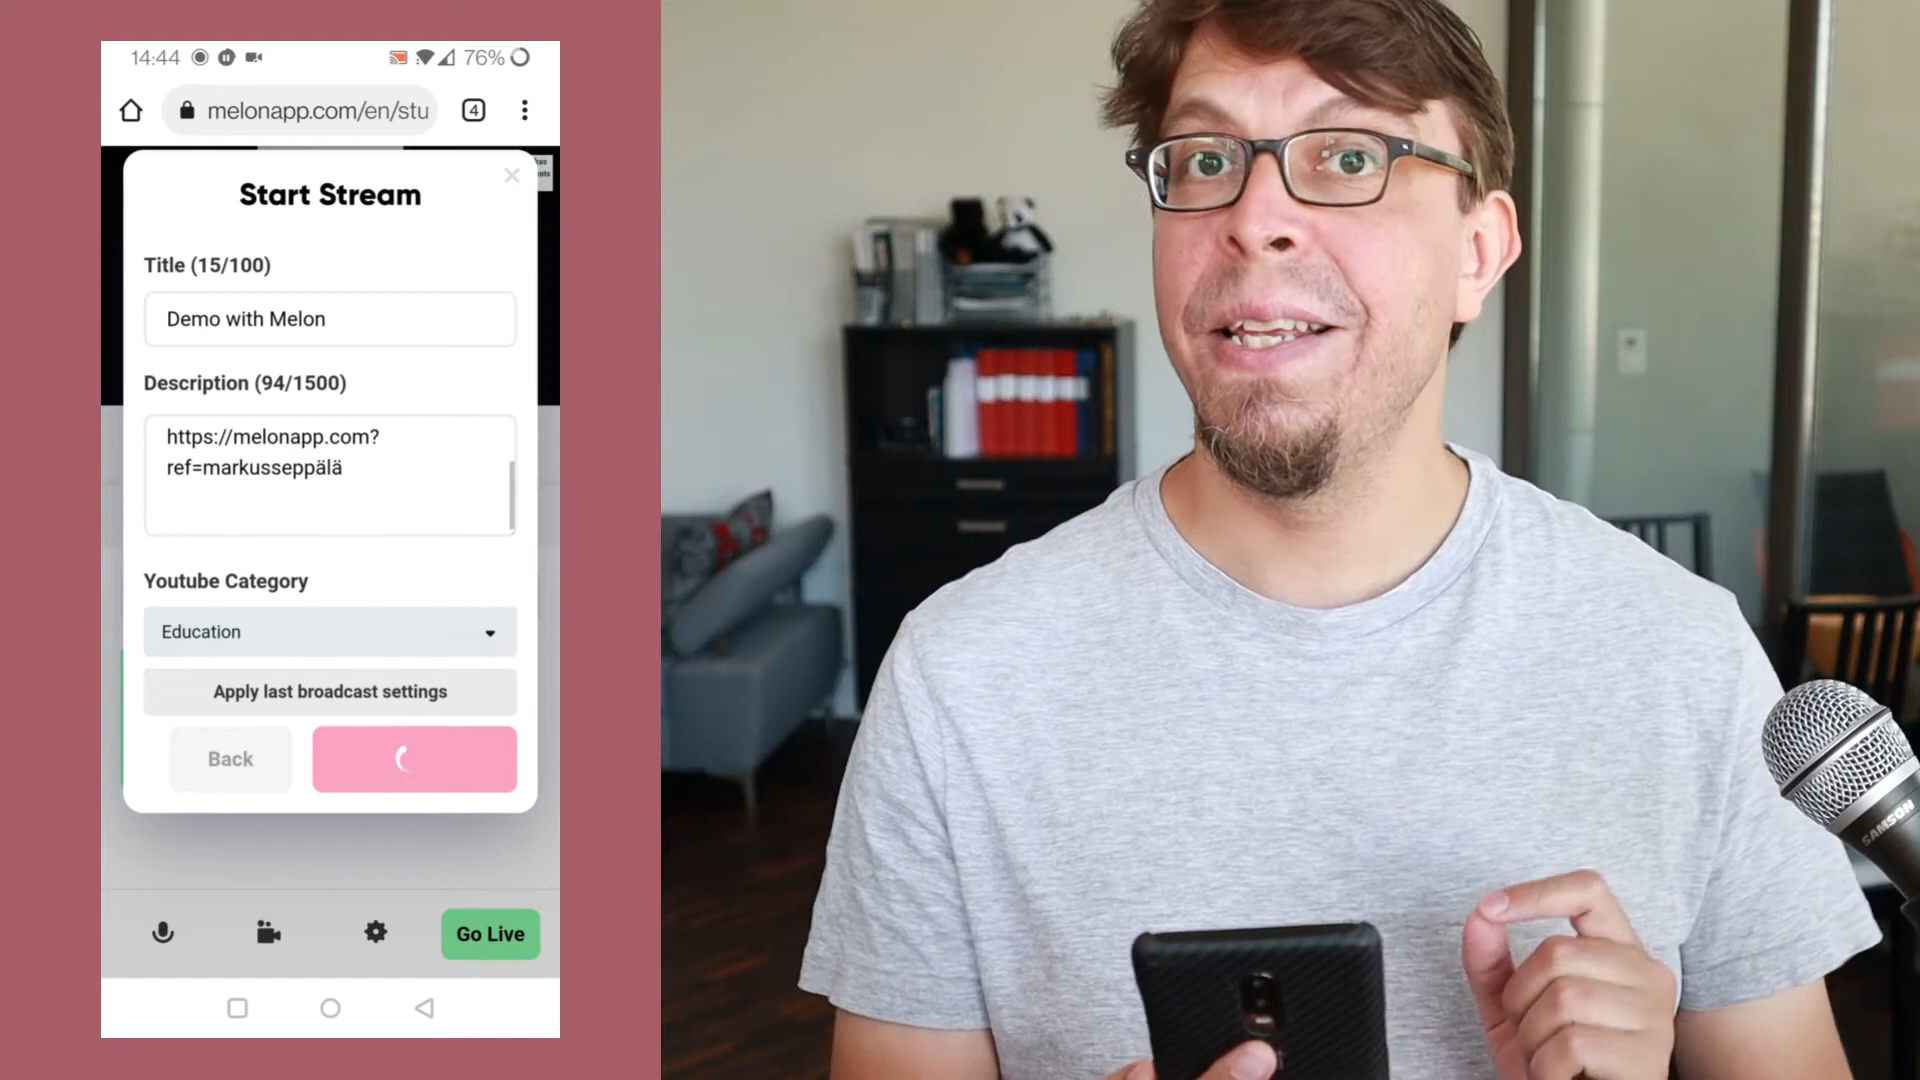 14:44
76%
melonapp.com/en/stu
4
Start Stream
Title (15/100)
Demo with Melon
Description (94/1500)
https://melonapp.com?
ref=markusseppälä
Youtube Category
Education
Apply last broadcast settings
Back
Go Live
SAMSON